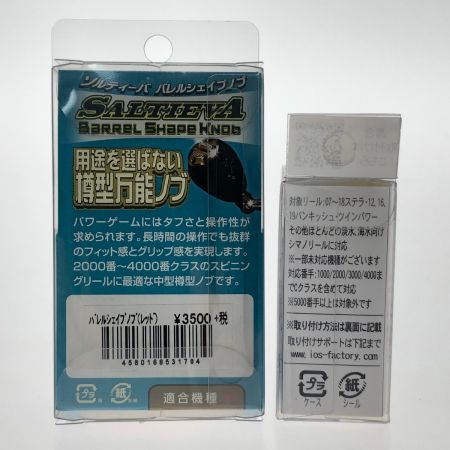 ソルティーバ バレルシェイプノブ
SALTIEVA
BARREL SHAPE KNOB
用途を選ばない
樽型万能ノブ
パワーゲームにはタフさと操作性が
求められます。長時間の操作でも抜群
のフィット感とグリップ感を実現します。
2000番~4000番クラスのスピニン
グリールに最適な中型樽型ノブです。
バレルシェイプノブ(レッド)
¥3500 +税
4580169531704
プラ
紙
適合機種
対象リール:07~18ステラ・12, 16,
19バンキッシュ・ツインパワー
その他ほとんどの淡水、海水向け
シマノリールに対応
※一部未対応機種がございます
対応番手:1000/2000/3000/4000ま
でCクラスを含めて対応
※5000番手以上は対象外です
※取り付け方法は裏面に記載
取り付けサポートは下記まで
www.ios-factory.com
プラ
ケース
紙
シール